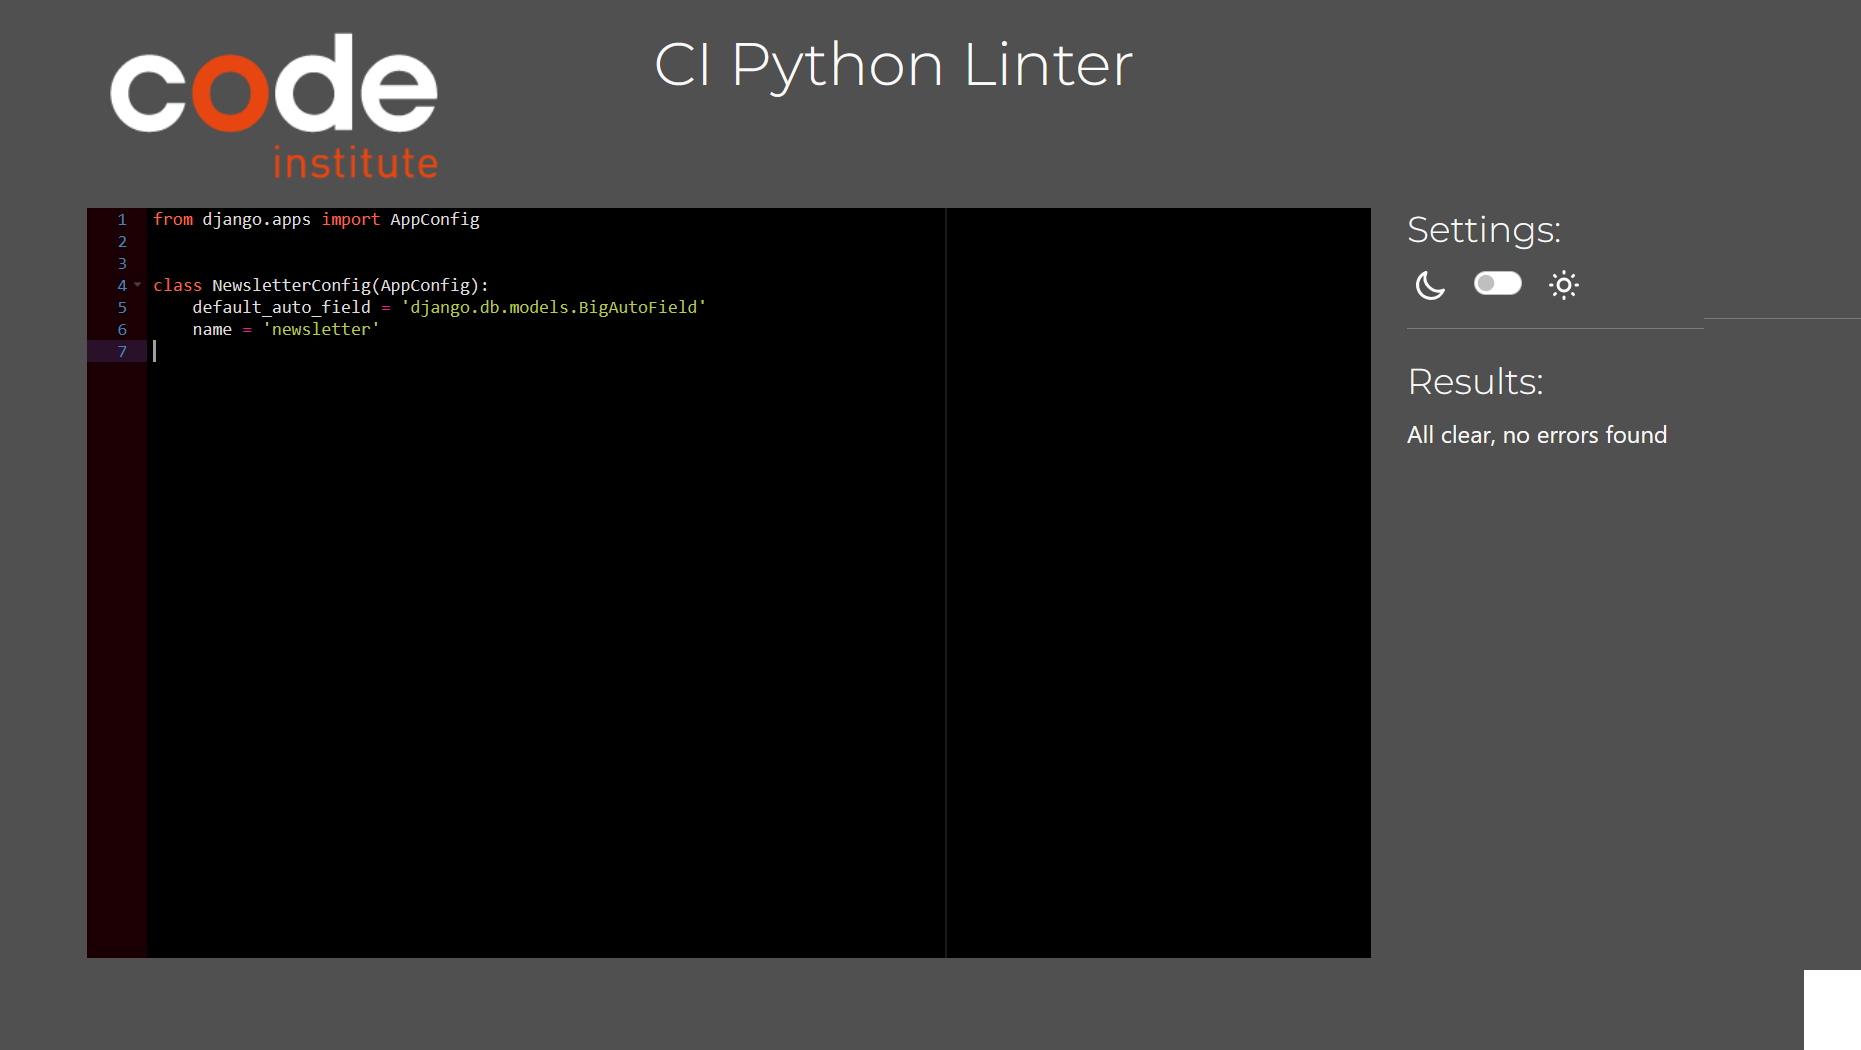 code
institute
CI Python Linter
1 from django.apps import AppConfig
2
3
4 class NewsletterConfig(AppConfig):
5     default_auto_field = 'django.db.models.BigAutoField'
6     name = 'newsletter'
7
Settings:
Results:
All clear, no errors found